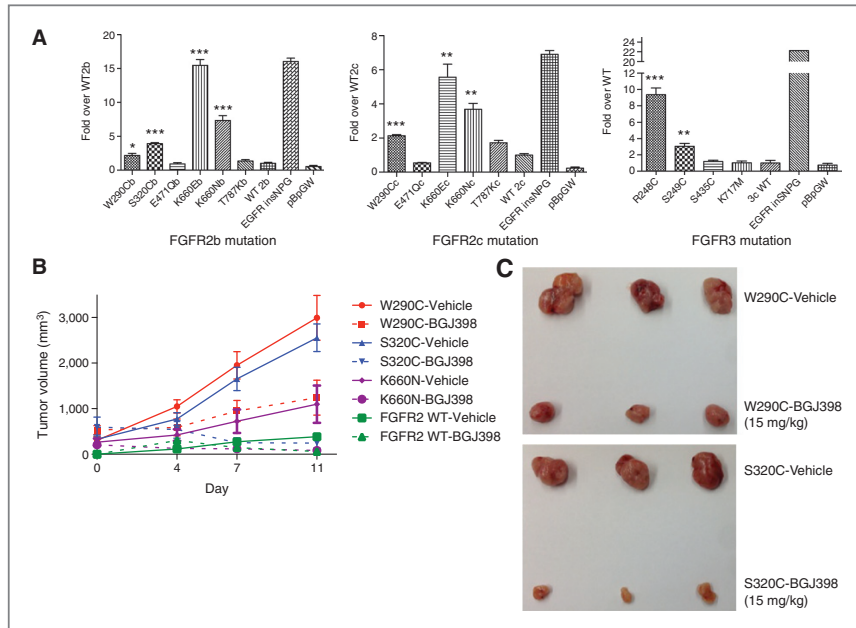 A
Fold over WT2b
20
15
10
5
0
*
***
***
***
W290Cb
S320Cb
E471Qb
K660Eb
K660Nb
T787Kb
WT 2b
EGFR insNPG
pBpGW
FGFR2b mutation
Fold over WT2c
8
6
4
2
0
***
**
**
W290Cc
E471Qc
K660Ec
K660Nc
T787Kc
WT 2c
EGFR insNPG
pBpGW
FGFR2c mutation
Fold over WT
24
22
20
10
8
6
4
2
0
***
**
R248C
S249C
S435C
K717M
3c WT
EGFR inSNPG
pBpGW
FGFR3 mutation
B
Tumor volume (mm³)
3,000
2,000
1,000
0
0
4
7
11
Day
W290C-Vehicle
W290C-BGJ398
S320C-Vehicle
S320C-BGJ398
K660N-Vehicle
K660N-BGJ398
FGFR2 WT-Vehicle
FGFR2 WT-BGJ398
C
W290C-Vehicle
W290C-BGJ398
(15 mg/kg)
S320C-Vehicle
S320C-BGJ398
(15 mg/kg)